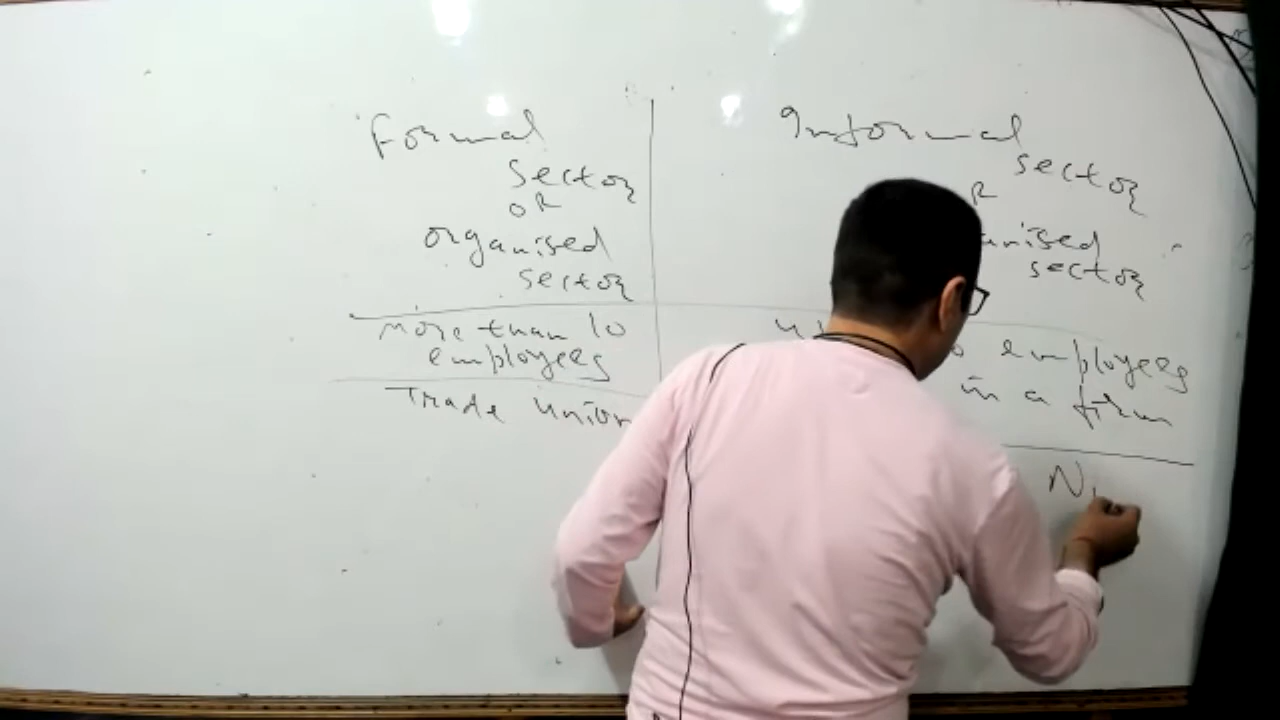 Formal
sector
OR
organised
sector
more than 10
employees
Trade union
Informal
sector
R
anised
sector
employees
in a firm